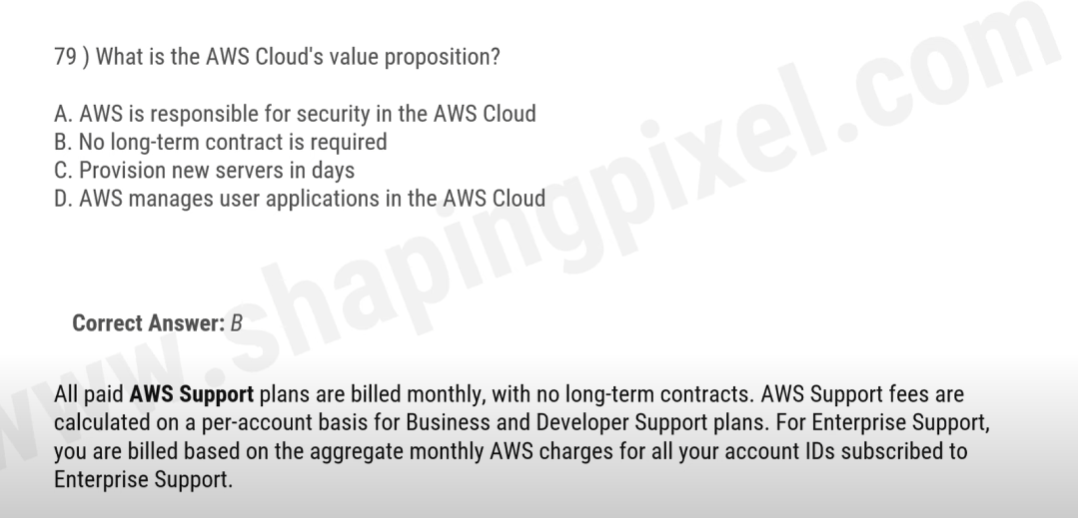 79 ) What is the AWS Cloud's value proposition?
A. AWS is responsible for security in the AWS Cloud
B. No long-term contract is required
C. Provision new servers in days
D. AWS manages user applications in the AWS Cloud
www.shapingpixel.com
Correct Answer: B
All paid AWS Support plans are billed monthly, with no long-term contracts. AWS Support fees are
calculated on a per-account basis for Business and Developer Support plans. For Enterprise Support,
you are billed based on the aggregate monthly AWS charges for all your account IDs subscribed to
Enterprise Support.